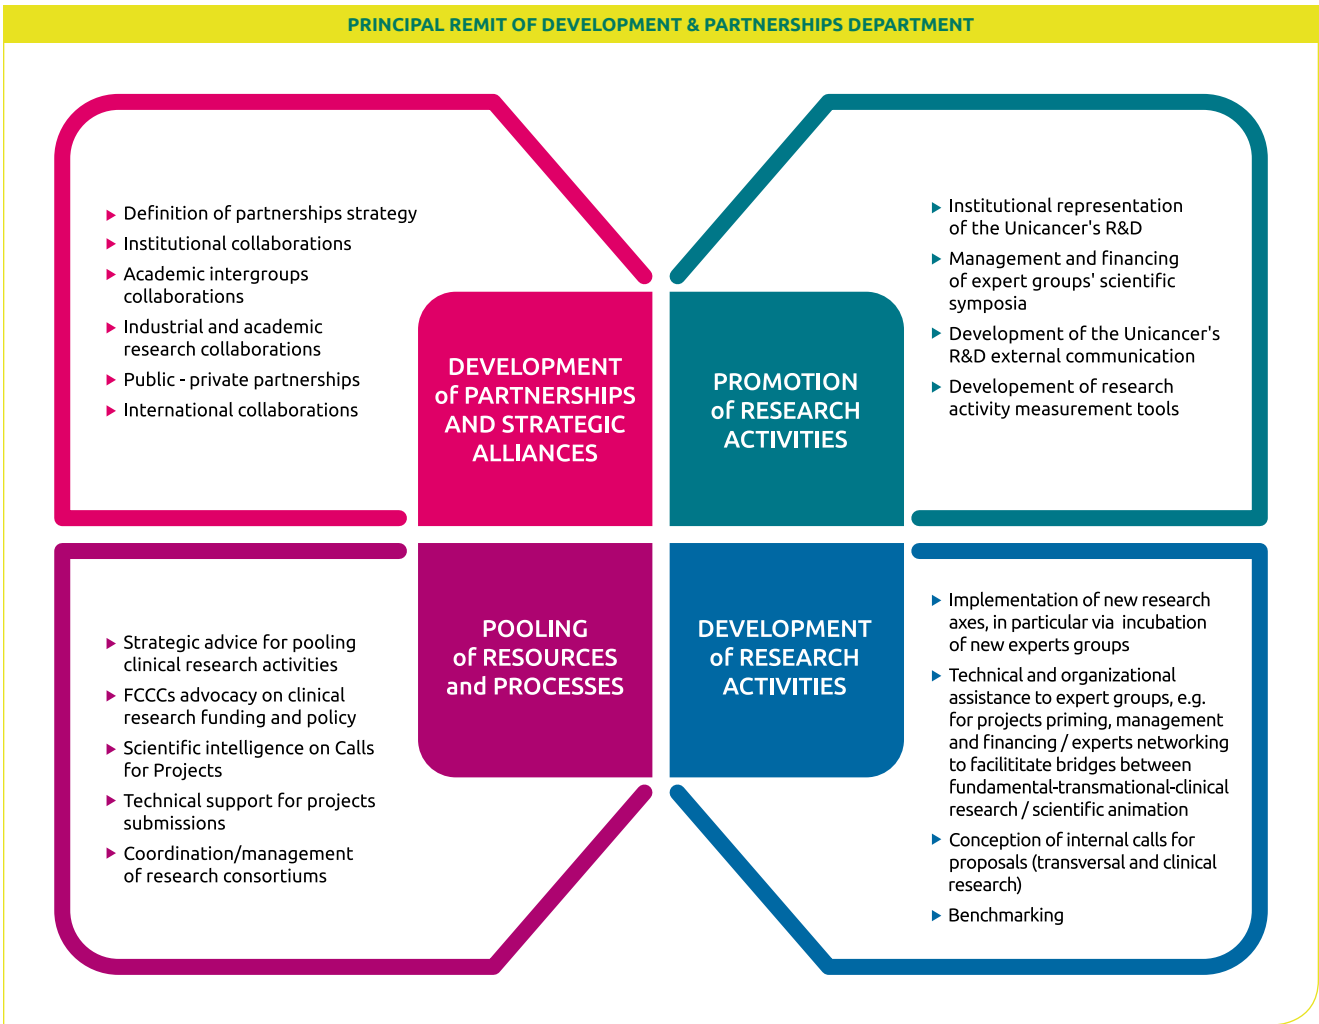 PRINCIPAL REMIT OF DEVELOPMENT & PARTNERSHIPS DEPARTMENT
Definition of partnerships strategy
Institutional collaborations
Academic intergroups
collaborations
Industrial and academic
research collaborations
Public - private partnerships
International collaborations
DEVELOPMENT
of PARTNERSHIPS
AND STRATEGIC
ALLIANCES
PROMOTION
of RESEARCH
ACTIVITIES
Institutional representation
of the Unicancer's R&D
Management and financing
of expert groups' scientific
symposia
Development of the Unicancer's
R&D external communication
Developement of research
activity measurement tools
Strategic advice for pooling
clinical research activities
FCCCs advocacy on clinical
research funding and policy
Scientific intelligence on Calls
for Projects
Technical support for projects
submissions
Coordination/management
of research consortiums
POOLING
of RESOURCES
and PROCESSES
DEVELOPMENT
of RESEARCH
ACTIVITIES
Implementation of new research
axes, in particular via incubation
of new experts groups
Technical and organizational
assistance to expert groups, e.g.
for projects priming, management
and financing / experts networking
to facilititate bridges between
fundamental-transmational-clinical
research / scientific animation
Conception of internal calls for
proposals (transversal and clinical
research)
Benchmarking